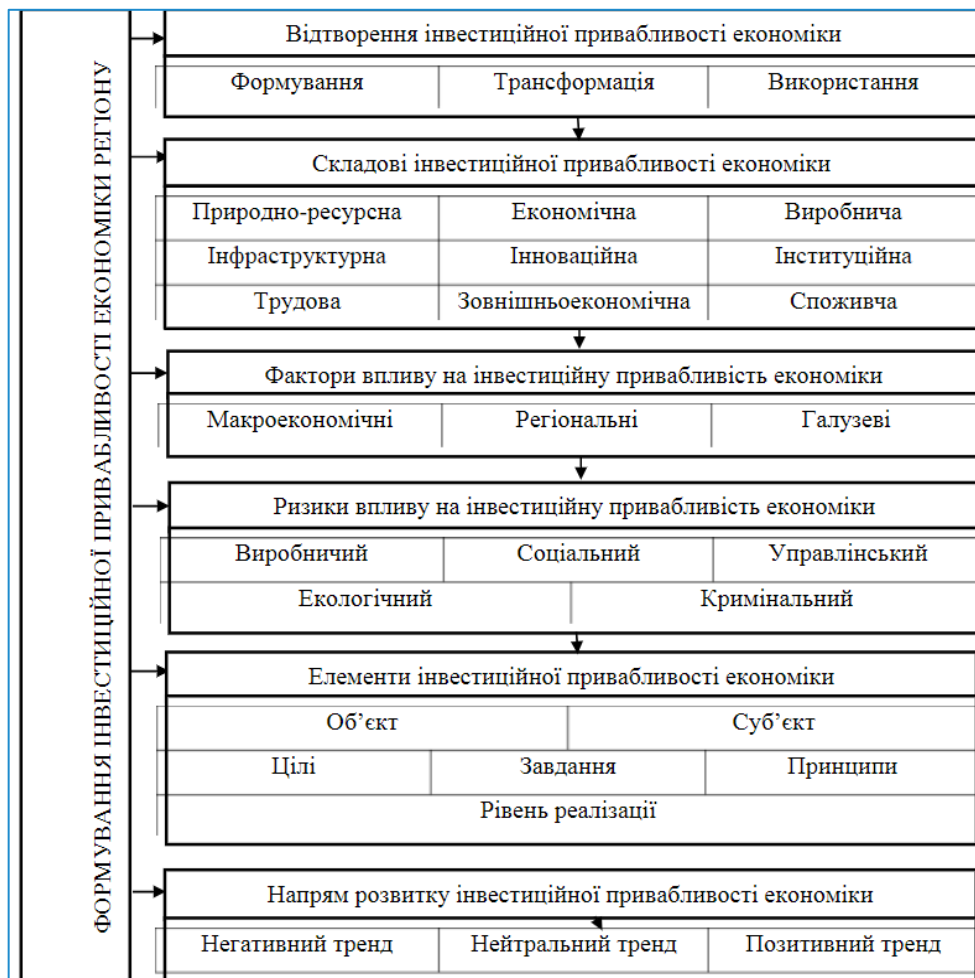 ФОРМУВАННЯ ІНВЕСТИЦІЙНОЇ ПРИВАБЛИВОСТІ ЕКОНОМІКИ РЕГІОНУ
Відтворення інвестиційної привабливості економіки
Формування Трансформація Використання
Складові інвестиційної привабливості економіки
Природно-ресурсна Економічна Виробнича
Інфраструктурна Інноваційна Інституційна
Трудова Зовнішньоекономічна Споживча
Фактори впливу на інвестиційну привабливість економіки
Макроекономічні Регіональні Галузеві
Ризики впливу на інвестиційну привабливість економіки
Виробничий Соціальний Управлінський
Екологічний Кримінальний
Елементи інвестиційної привабливості економіки
Об’єкт Суб’єкт
Цілі Завдання Принципи
Рівень реалізації
Напрям розвитку інвестиційної привабливості економіки
Негативний тренд Нейтральний тренд Позитивний тренд